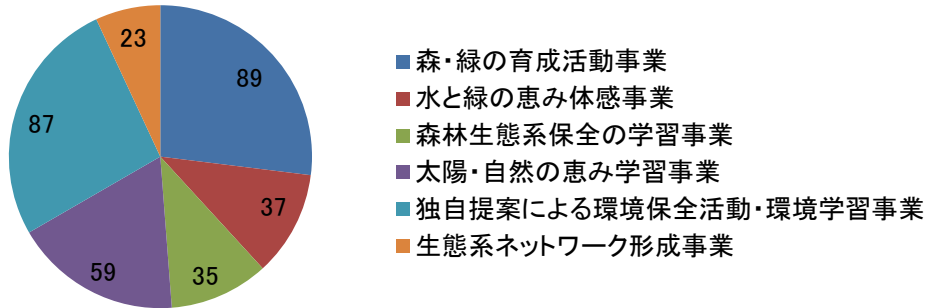 23
89
87
37
59
35
森・緑の育成活動事業
水と緑の恵み体感事業
森林生態系保全の学習事業
太陽・自然の恵み学習事業
独自提案による環境保全活動・環境学習事業
生態系ネットワーク形成事業